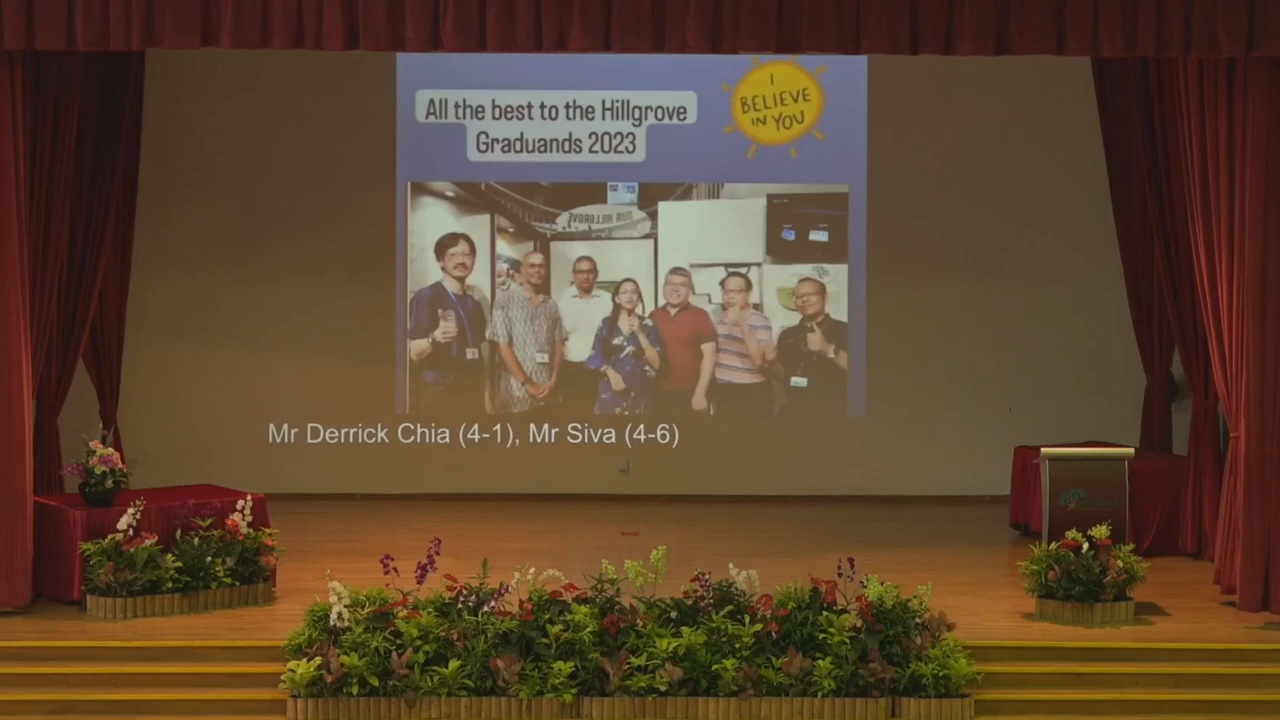 All the best to the Hillgrove
Graduands 2023
I
BELIEVE
IN YOU
OUR HILLGROVE
Mr Derrick Chia (4-1), Mr Siva (4-6)